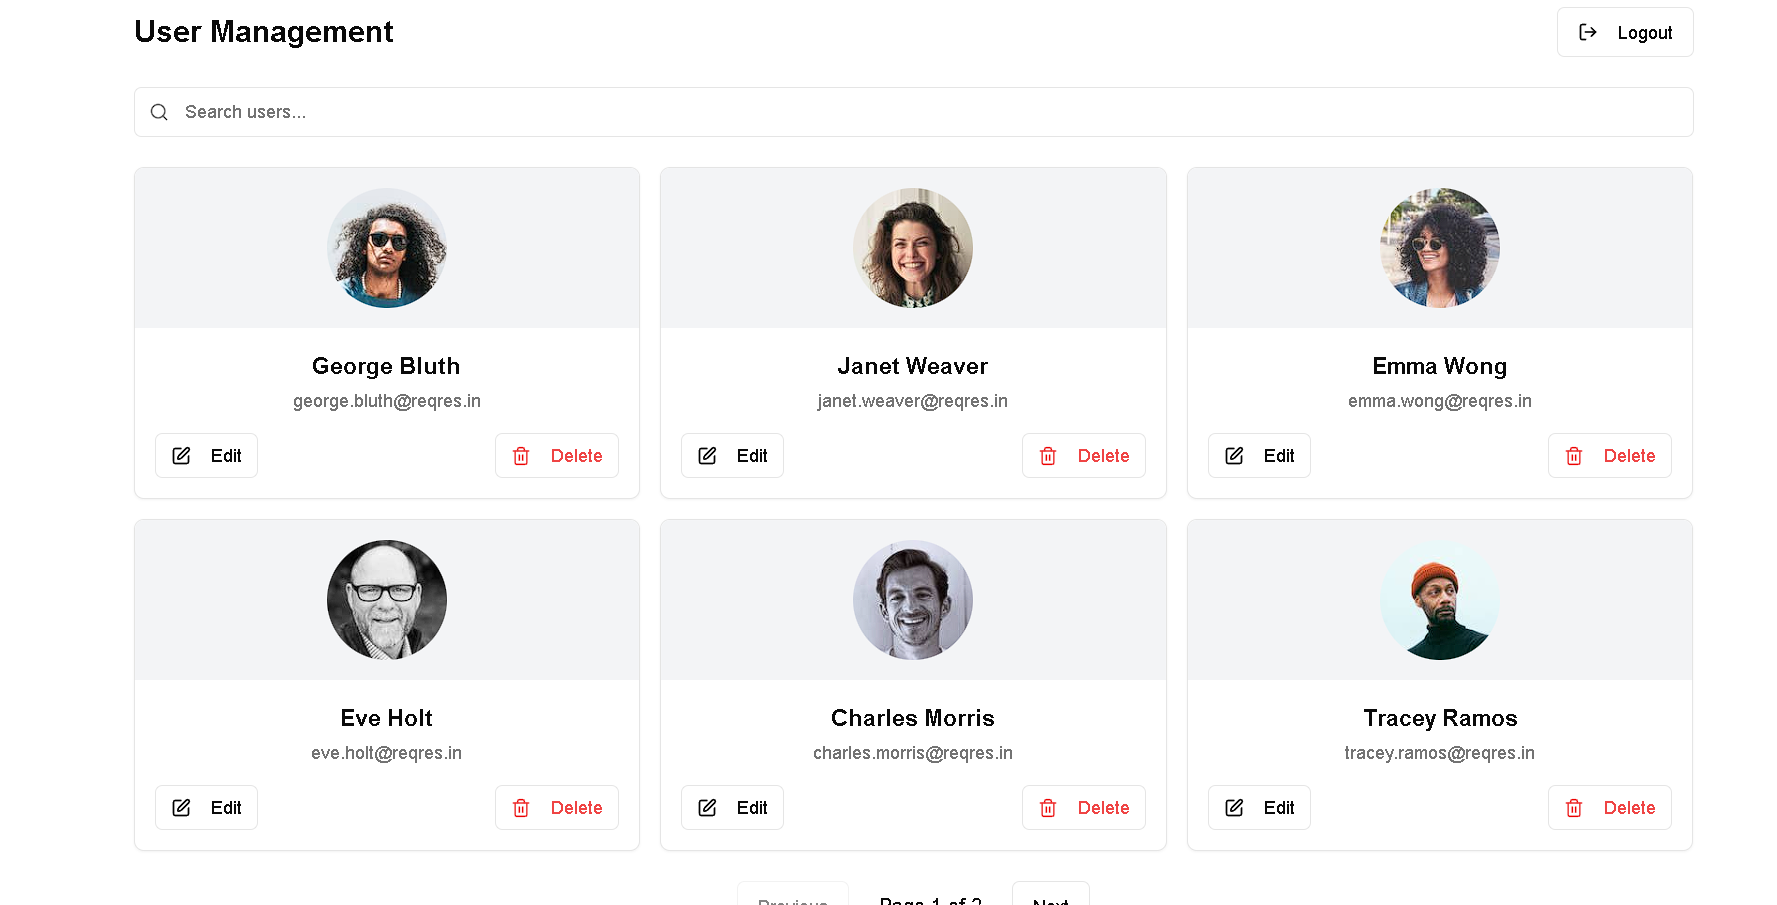 User Management
Logout
Search users...
George Bluth
george.bluth@reqres.in
Edit
Delete
Janet Weaver
janet.weaver@reqres.in
Edit
Delete
Emma Wong
emma.wong@reqres.in
Edit
Delete
Eve Holt
eve.holt@reqres.in
Edit
Delete
Charles Morris
charles.morris@reqres.in
Edit
Delete
Tracey Ramos
tracey.ramos@reqres.in
Edit
Delete
Previous
Page 1 of 2
Next